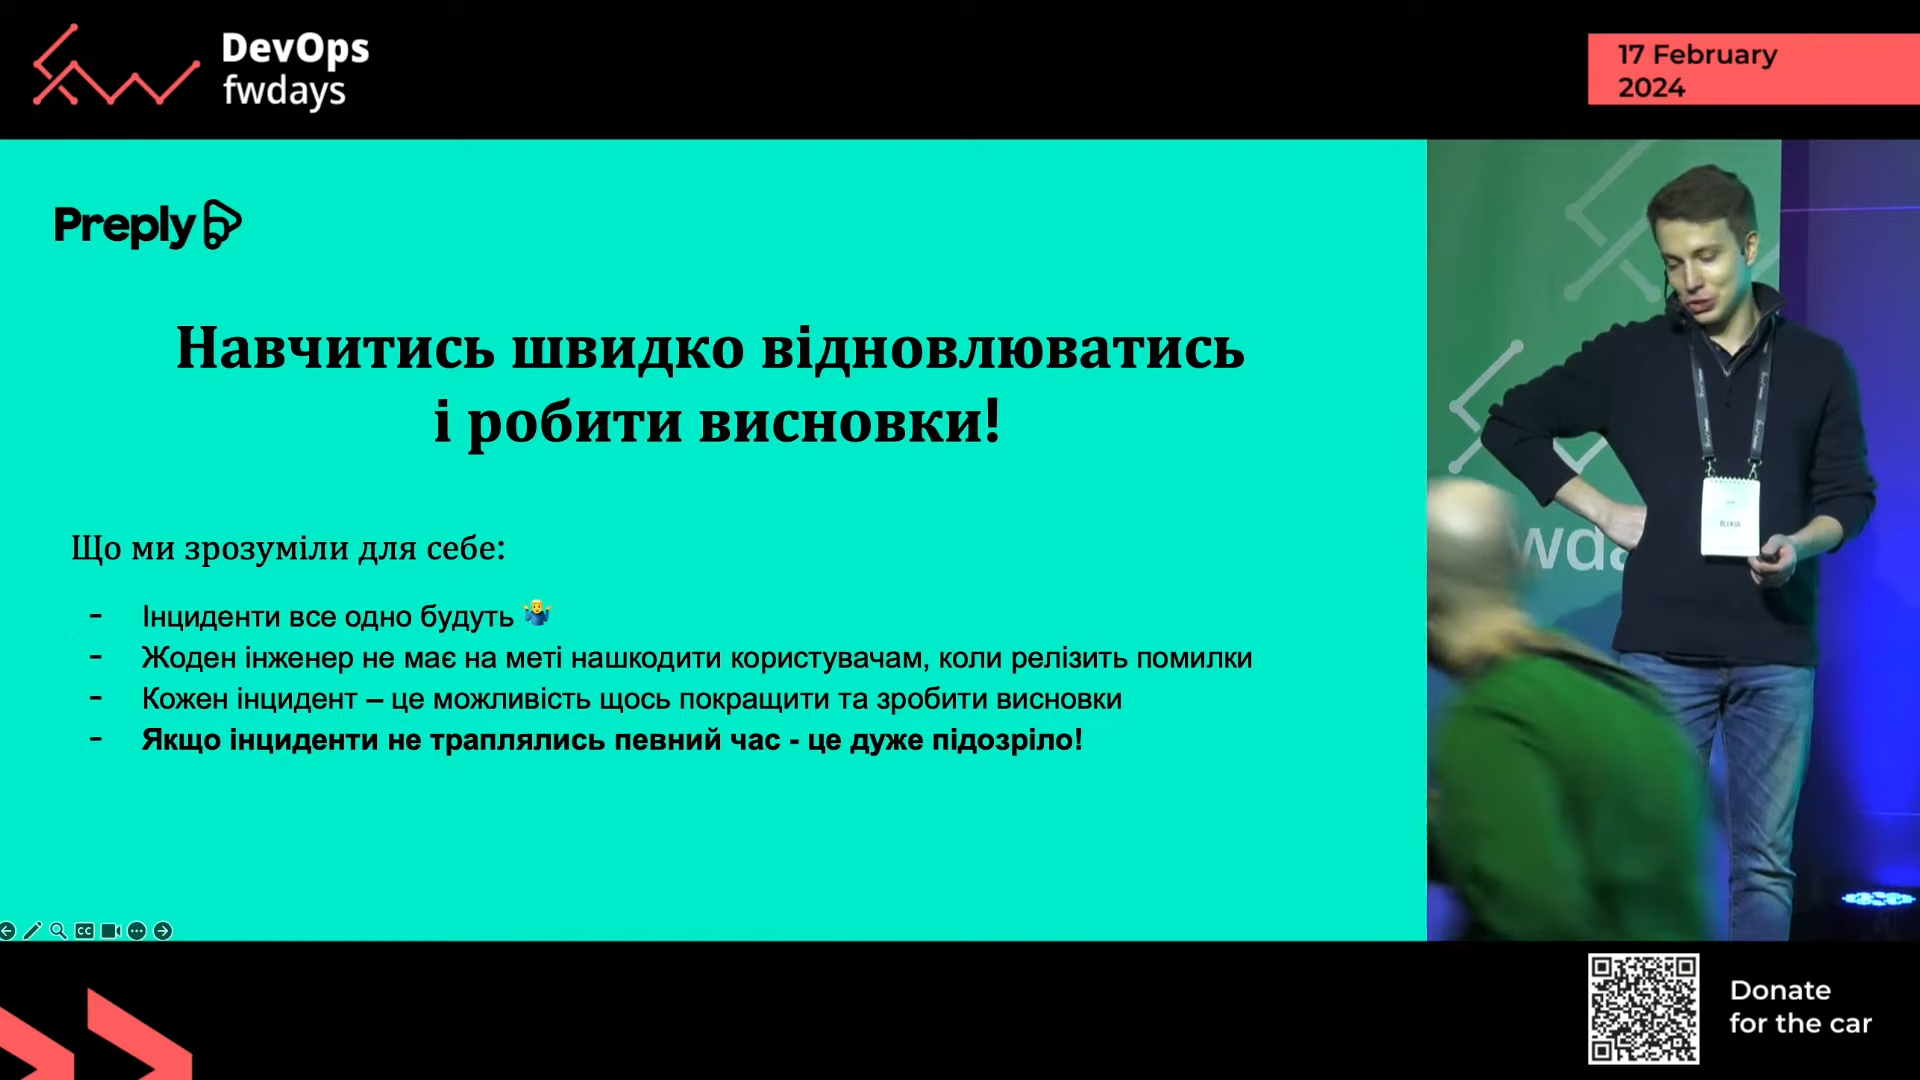 DevOps
fwdays
17 February
2024
Preply
Навчитись швидко відновлюватись
і робити висновки!
Що ми зрозуміли для себе:
- Інциденти все одно будуть 🤷‍♂️
- Жоден інженер не має на меті нашкодити користувачам, коли релізить помилки
- Кожен інцидент – це можливість щось покращити та зробити висновки
- Якщо інциденти не траплялись певний час - це дуже підозріло!
CC
Donate
for the car